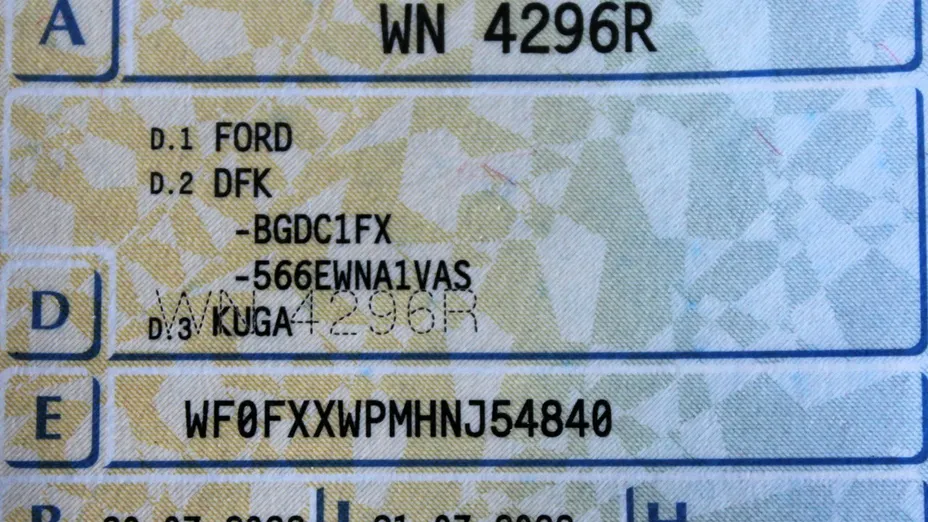 A WN 4296R
D.1 FORD
D.2 DFK
-BGDC1FX
-566EWNA1VAS
WN 4296R
D D.3 KUGA
E WF0FXXWPMHNJ54840
B I H